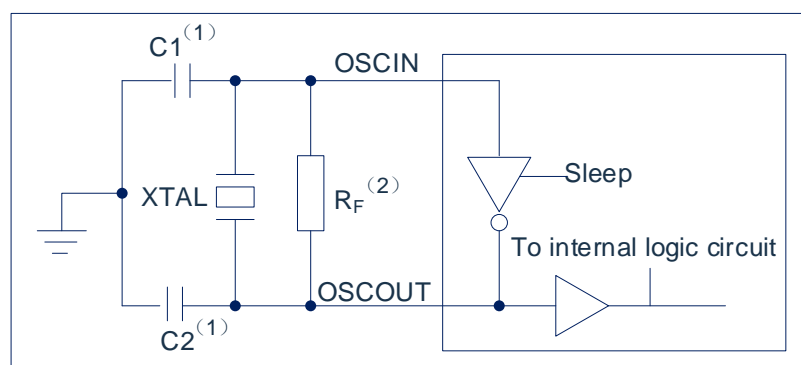 C1（1）
OSCIN
XTAL
RF（2）
Sleep
To internal logic circuit
OSCOUT
C2（1）